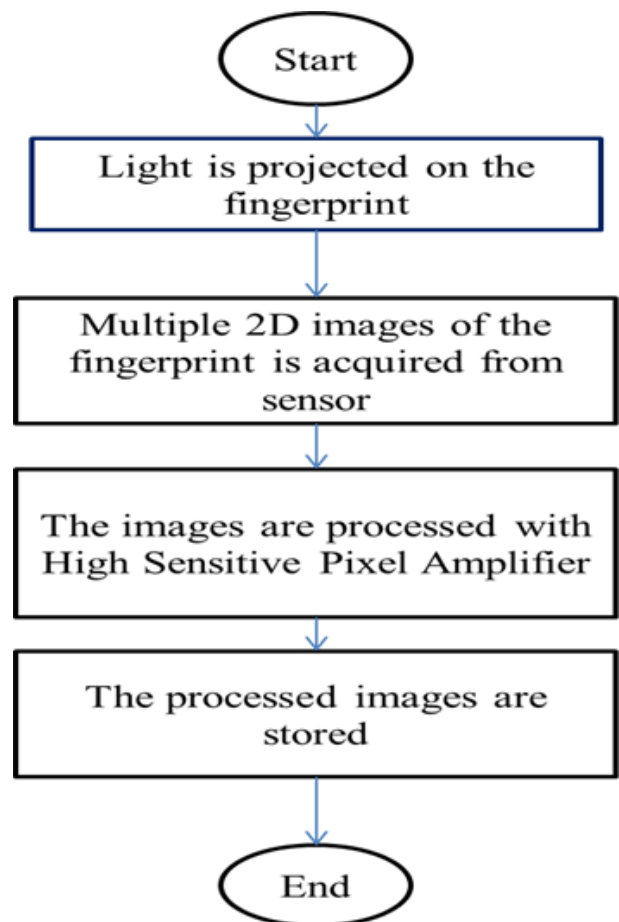 Start
Light is projected on the
fingerprint
Multiple 2D images of the
fingerprint is acquired from
sensor
The images are processed with
High Sensitive Pixel Amplifier
The processed images are
stored
End